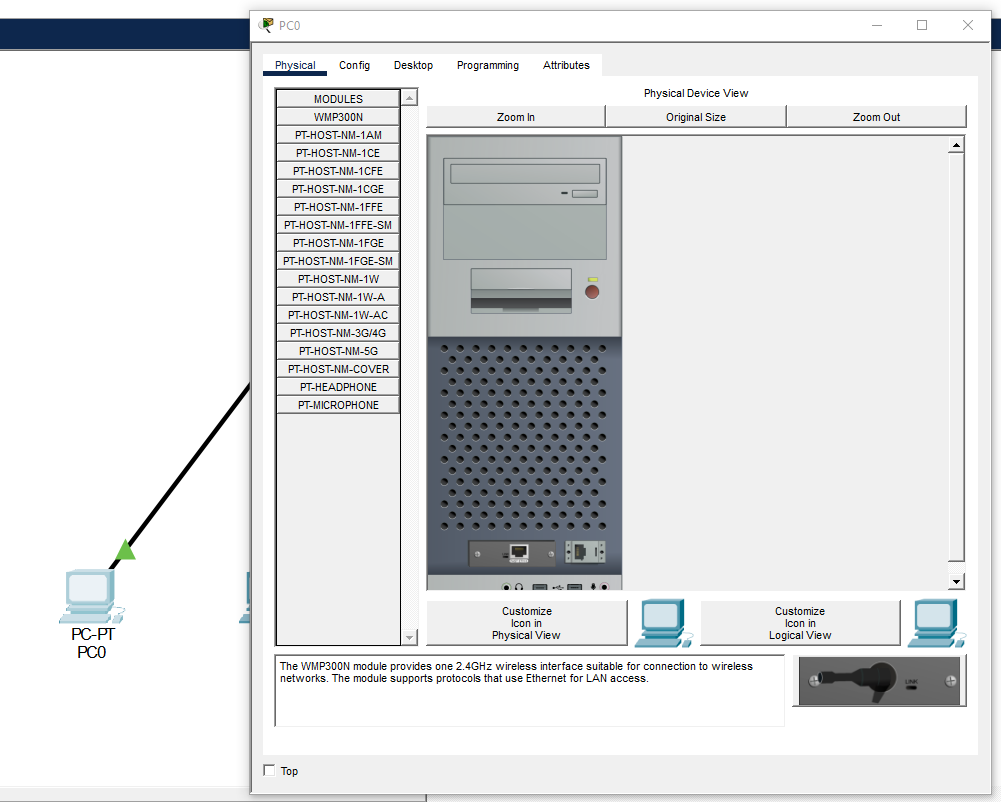 PC0
Physical
Config
Desktop
Programming
Attributes
MODULES
WMP300N
PT-HOST-NM-1AM
PT-HOST-NM-1CE
PT-HOST-NM-1CFE
PT-HOST-NM-1CGE
PT-HOST-NM-1FFE
PT-HOST-NM-1FFE-SM
PT-HOST-NM-1FGE
PT-HOST-NM-1FGE-SM
PT-HOST-NM-1W
PT-HOST-NM-1W-A
PT-HOST-NM-1W-AC
PT-HOST-NM-3G/4G
PT-HOST-NM-5G
PT-HOST-NM-COVER
PT-HEADPHONE
PT-MICROPHONE
Physical Device View
Zoom In
Original Size
Zoom Out
Customize
Icon in
Physical View
Customize
Icon in
Logical View
The WMP300N module provides one 2.4GHz wireless interface suitable for connection to wireless
networks. The module supports protocols that use Ethernet for LAN access.
LINK
Top
PC-PT
PC0